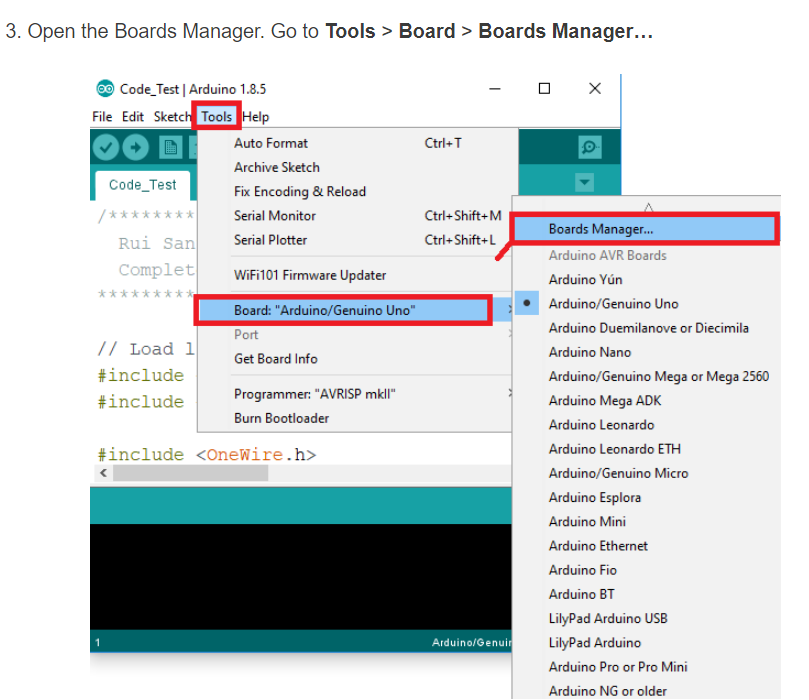 3. Open the Boards Manager. Go to Tools > Board > Boards Manager…
Code_Test | Arduino 1.8.5
File Edit Sketch Tools Help
Auto Format Ctrl+T
Archive Sketch
Fix Encoding & Reload
Serial Monitor Ctrl+Shift+M
Serial Plotter Ctrl+Shift+L
WiFi101 Firmware Updater
Board: "Arduino/Genuino Uno"
Port
Get Board Info
Programmer: "AVRISP mkII"
Burn Bootloader
Code_Test
/********
Rui San
Complet
*********
// Load l
#include
#include
#include <OneWire.h>
1 Arduino/Genuin
Boards Manager...
Arduino AVR Boards
Arduino Yún
Arduino/Genuino Uno
Arduino Duemilanove or Diecimila
Arduino Nano
Arduino/Genuino Mega or Mega 2560
Arduino Mega ADK
Arduino Leonardo
Arduino Leonardo ETH
Arduino/Genuino Micro
Arduino Esplora
Arduino Mini
Arduino Ethernet
Arduino Fio
Arduino BT
LilyPad Arduino USB
LilyPad Arduino
Arduino Pro or Pro Mini
Arduino NG or older